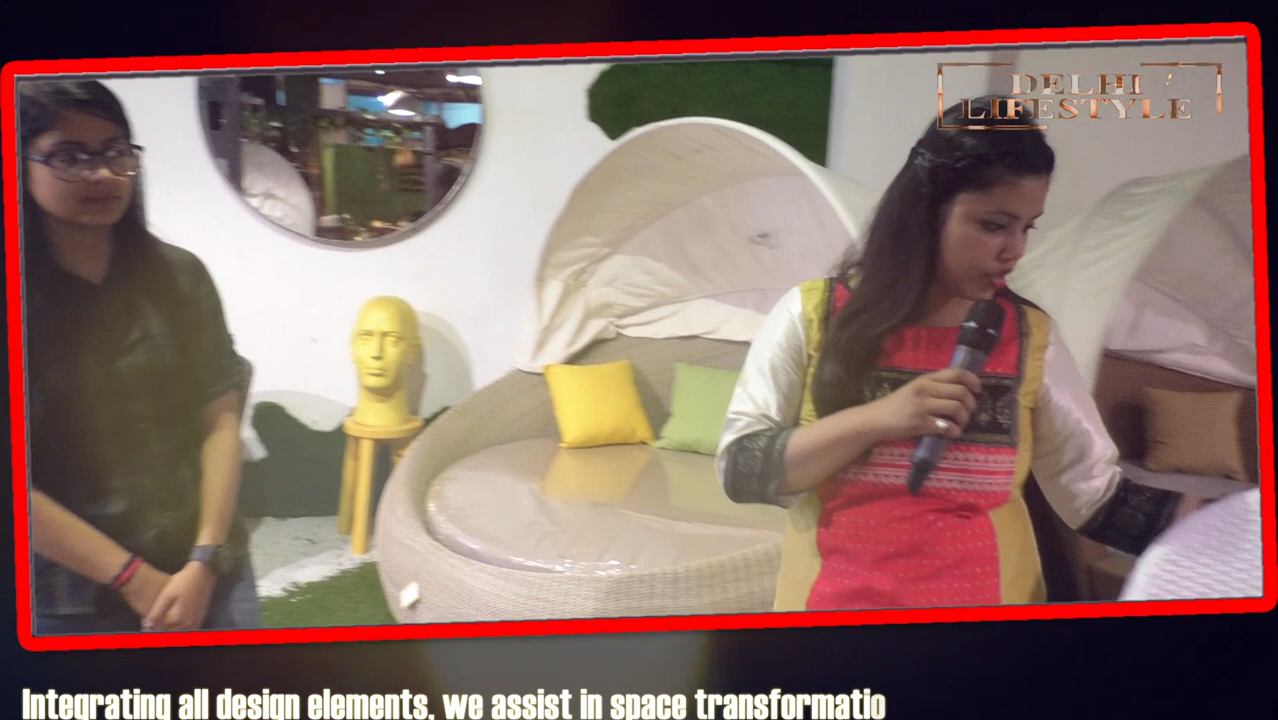 DELHI
LIFESTYLE
Integrating all design elements, we assist in space transformatio